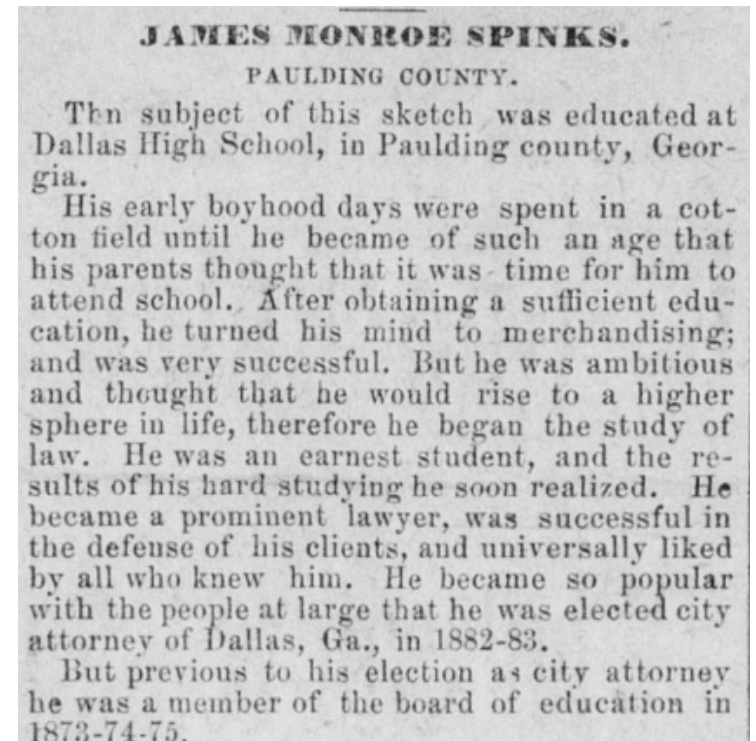 JAMES MONROE SPINKS.
PAULDING COUNTY.
Thn subject of this sketch was educated at
Dallas High School, in Paulding county, Geor-
gia.
His early boyhood days were spent in a cot-
ton field until he became of such an age that
his parents thought that it was time for him to
attend school. After obtaining a sufficient edu-
cation, he turned his mind to merchandising;
and was very successful. But he was ambitious
and thought that he would rise to a higher
sphere in life, therefore he began the study of
law. He was an earnest student, and the re-
sults of his hard studying he soon realized. He
became a prominent lawyer, was successful in
the defense of his clients, and universally liked
by all who knew him. He became so popular
with the people at large that he was elected city
attorney of Dallas, Ga., in 1882-83.
But previous to his election as city attorney
he was a member of the board of education in
1873-74-75.